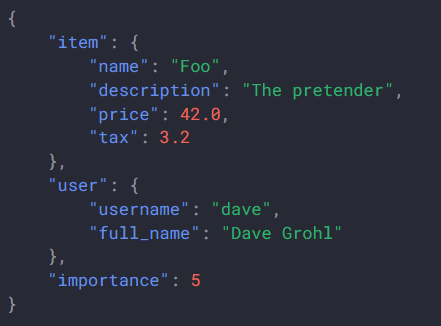 {
    "item": {
        "name": "Foo",
        "description": "The pretender",
        "price": 42.0,
        "tax": 3.2
    },
    "user": {
        "username": "dave",
        "full_name": "Dave Grohl"
    },
    "importance": 5
}